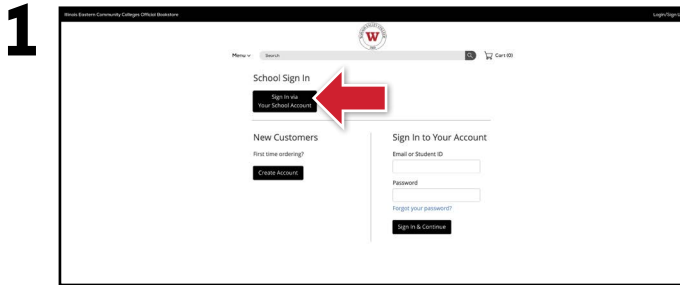 1
Illinois Eastern Community Colleges Official Bookstore
W
Menu
Search
Cart (0)
School Sign In
Sign In via
Your School Account
New Customers
First time ordering?
Create Account
Sign In to Your Account
Email or Student ID
Password
Forgot your password?
Sign In & Continue